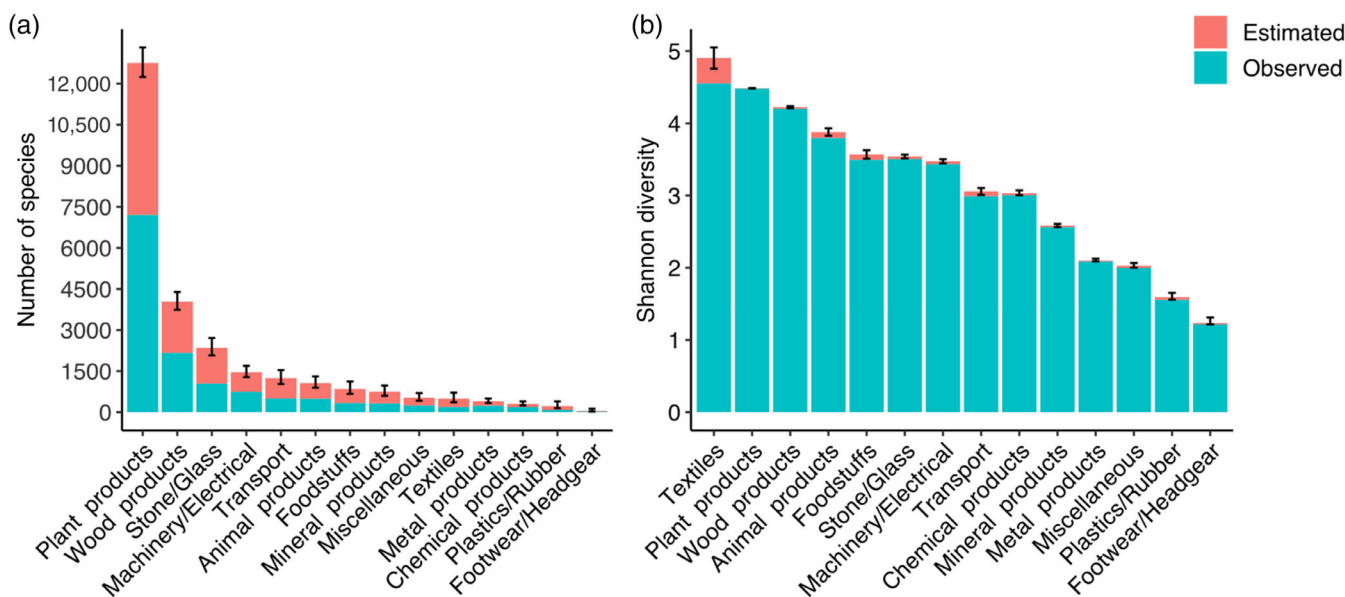 (a)
Number of species
12,000
10,500
9000
7500
6000
4500
3000
1500
0
Plant products
Wood products
Stone/Glass
Machinery/Electrical
Transport
Animal products
Foodstuffs
Mineral products
Miscellaneous
Textiles
Metal products
Chemical products
Plastics/Rubber
Footwear/Headgear
(b)
Shannon diversity
5
4
3
2
1
0
Textiles
Plant products
Wood products
Animal products
Foodstuffs
Stone/Glass
Machinery/Electrical
Transport
Chemical products
Mineral products
Metal products
Miscellaneous
Plastics/Rubber
Footwear/Headgear
Estimated
Observed